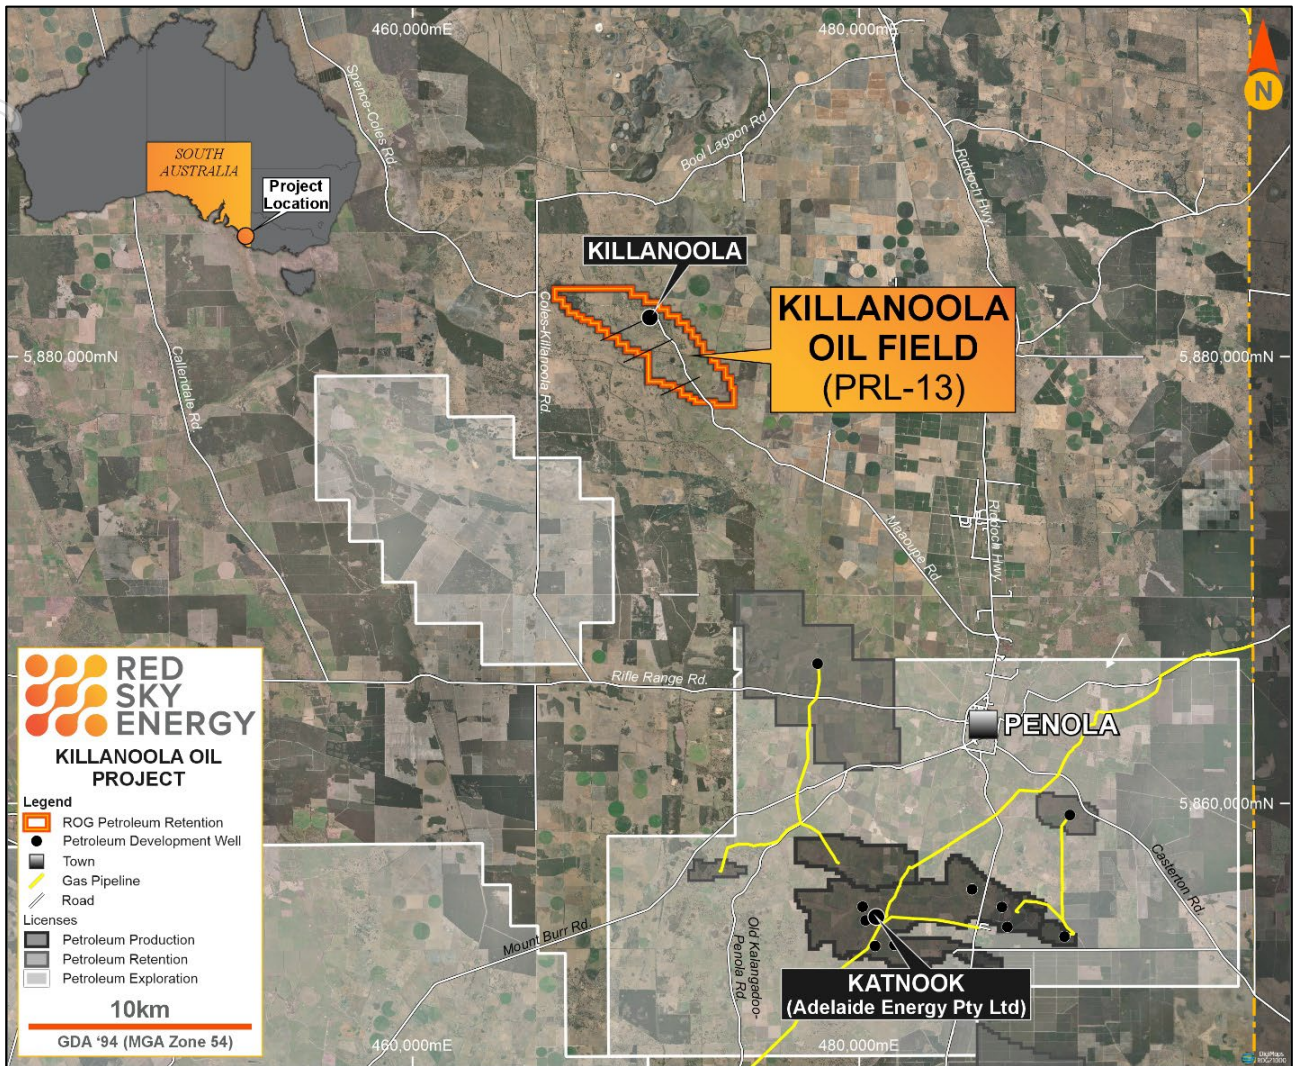 460,000mE
480,000mE
N
Spence-Coles Rd.
Bool Lagoon Rd.
Riddoch Hwy.
SOUTH
AUSTRALIA
Project
Location
KILLANOOLA
KILLANOOLA
OIL FIELD
(PRL-13)
5,880,000mN
5,880,000mN
Callendale Rd.
Coles-Killanoola Rd.
Maaoupe Rd.
Riddoch Hwy.
Rifle Range Rd.
PENOLA
5,860,000mN
Casterton Rd.
Mount Burr Rd.
Old Kalangadoo-
Penola Rd.
KATNOOK
(Adelaide Energy Pty Ltd)
RED
SKY
ENERGY
KILLANOOLA OIL
PROJECT
Legend
ROG Petroleum Retention
Petroleum Development Well
Town
Gas Pipeline
Road
Licenses
Petroleum Production
Petroleum Retention
Petroleum Exploration
10km
GDA ‘94 (MGA Zone 54)
460,000mE
480,000mE
DigiMaps